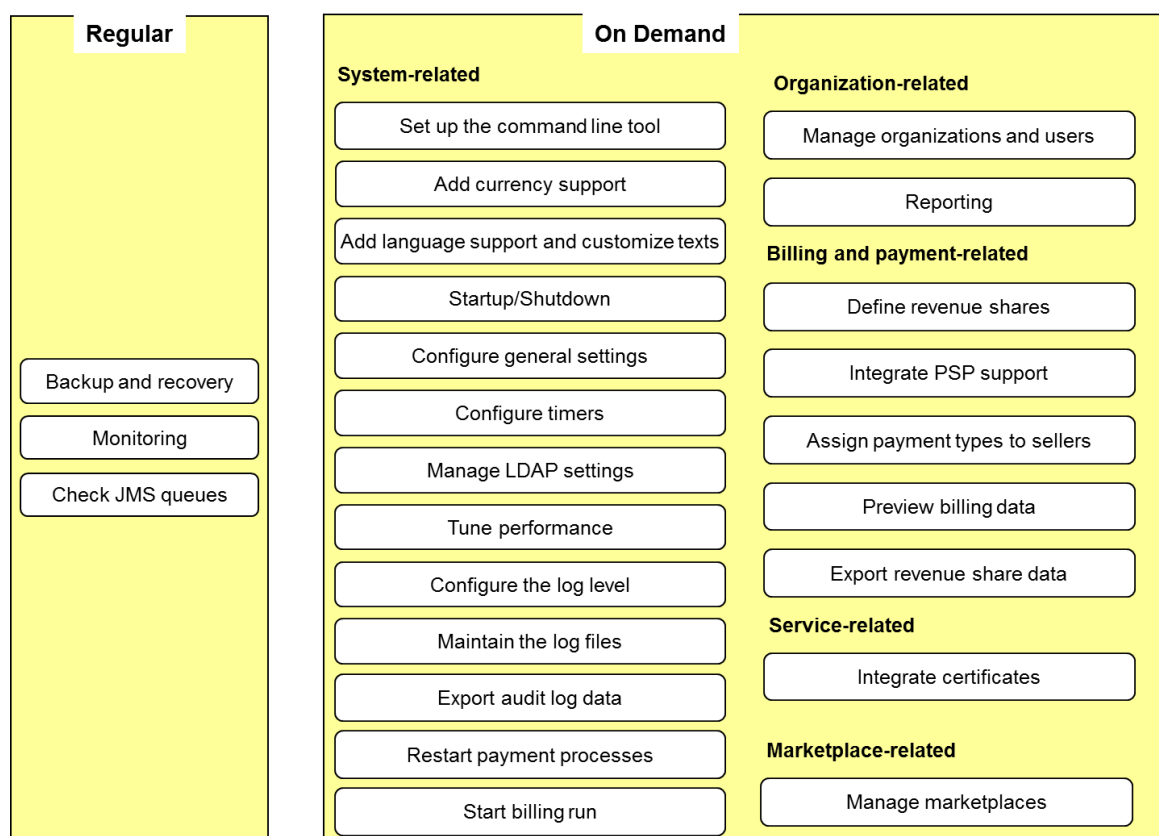 Regular
Backup and recovery
Monitoring
Check JMS queues
On Demand
System-related
Set up the command line tool
Add currency support
Add language support and customize texts
Startup/Shutdown
Configure general settings
Configure timers
Manage LDAP settings
Tune performance
Configure the log level
Maintain the log files
Export audit log data
Restart payment processes
Start billing run
Organization-related
Manage organizations and users
Reporting
Billing and payment-related
Define revenue shares
Integrate PSP support
Assign payment types to sellers
Preview billing data
Export revenue share data
Service-related
Integrate certificates
Marketplace-related
Manage marketplaces